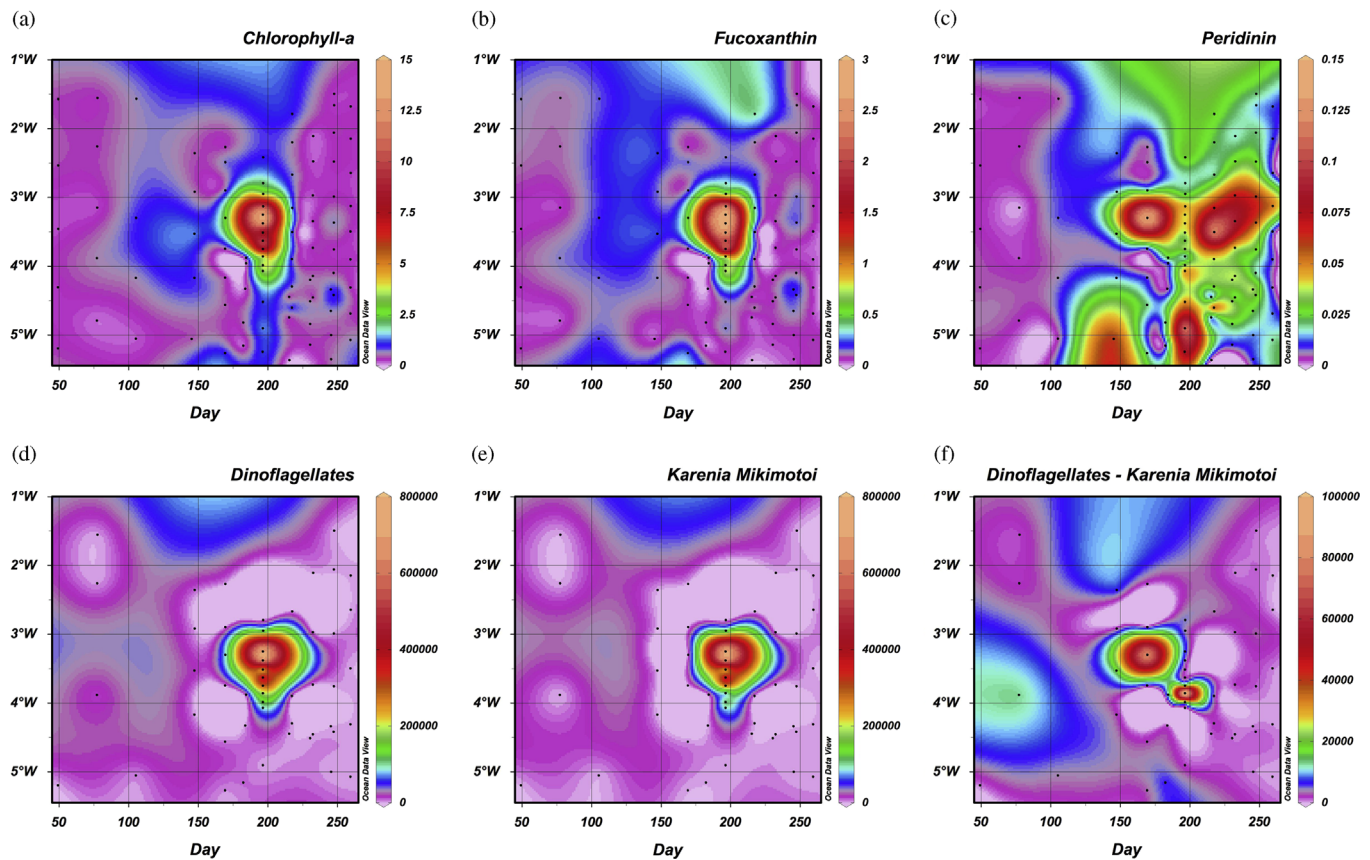 (a)
Chlorophyll-a
1°W
2°W
3°W
4°W
5°W
50 100 150 200 250
Day
15
12.5
10
7.5
5
2.5
0
Ocean Data View
(b)
Fucoxanthin
1°W
2°W
3°W
4°W
5°W
50 100 150 200 250
Day
3
2.5
2
1.5
1
0.5
0
Ocean Data View
(c)
Peridinin
1°W
2°W
3°W
4°W
5°W
50 100 150 200 250
Day
0.15
0.125
0.1
0.075
0.05
0.025
0
Ocean Data View
(d)
Dinoflagellates
1°W
2°W
3°W
4°W
5°W
50 100 150 200 250
Day
800000
600000
400000
200000
0
Ocean Data View
(e)
Karenia Mikimotoi
1°W
2°W
3°W
4°W
5°W
50 100 150 200 250
Day
800000
600000
400000
200000
0
Ocean Data View
(f)
Dinoflagellates - Karenia Mikimotoi
1°W
2°W
3°W
4°W
5°W
50 100 150 200 250
Day
100000
80000
60000
40000
20000
0
Ocean Data View